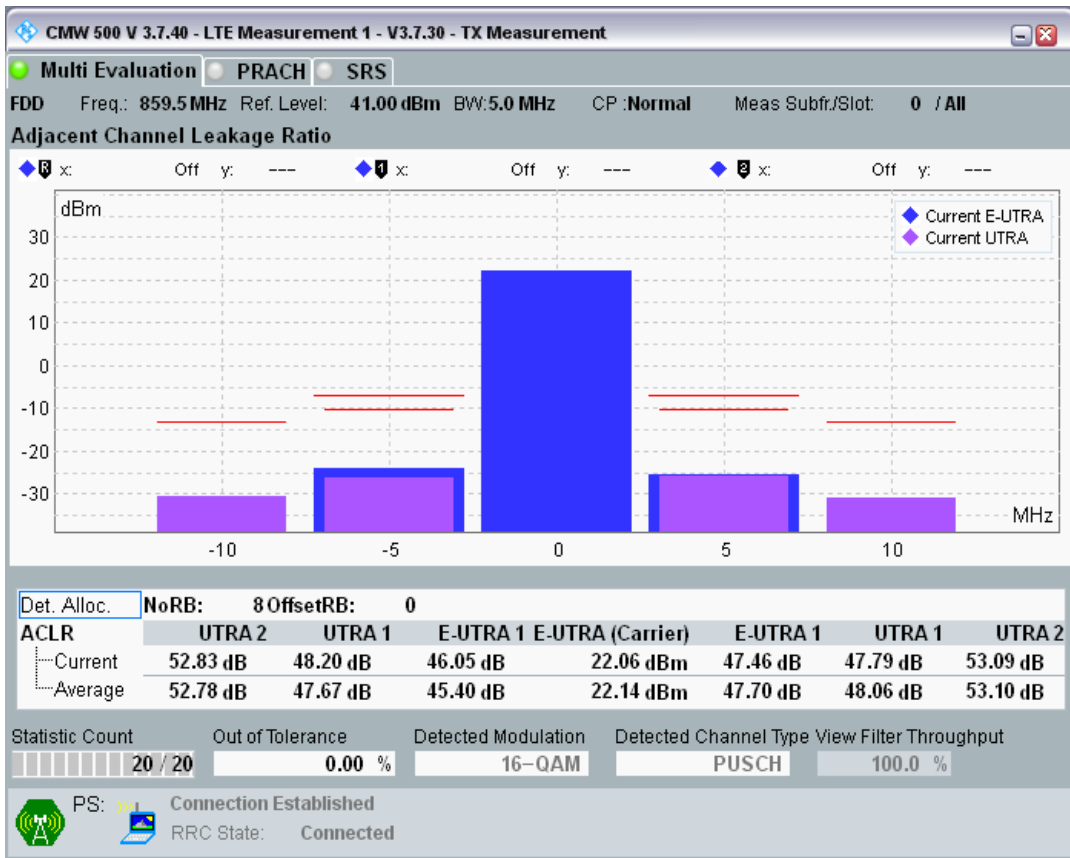 CMW 500 V 3.7.40 - LTE Measurement 1 - V3.7.30 - TX Measurement
Multi Evaluation PRACH SRS
FDD Freq.: 859.5 MHz Ref. Level: 41.00 dBm BW:5.0 MHz CP :Normal Meas Subfr./Slot: 0 / All
Adjacent Channel Leakage Ratio
R x: Off y: --- 1 x: Off y: --- 2 x: Off y: ---
dBm
Current E-UTRA
Current UTRA
30
20
10
0
-10
-20
-30
MHz
-10 -5 0 5 10
Det. Alloc. NoRB: 8 OffsetRB: 0
ACLR UTRA 2 UTRA 1 E-UTRA 1 E-UTRA (Carrier) E-UTRA 1 UTRA 1 UTRA 2
Current 52.83 dB 48.20 dB 46.05 dB 22.06 dBm 47.46 dB 47.79 dB 53.09 dB
Average 52.78 dB 47.67 dB 45.40 dB 22.14 dBm 47.70 dB 48.06 dB 53.10 dB
Statistic Count Out of Tolerance Detected Modulation Detected Channel Type View Filter Throughput
20 / 20 0.00 % 16-QAM PUSCH 100.0 %
PS: Connection Established
RRC State: Connected